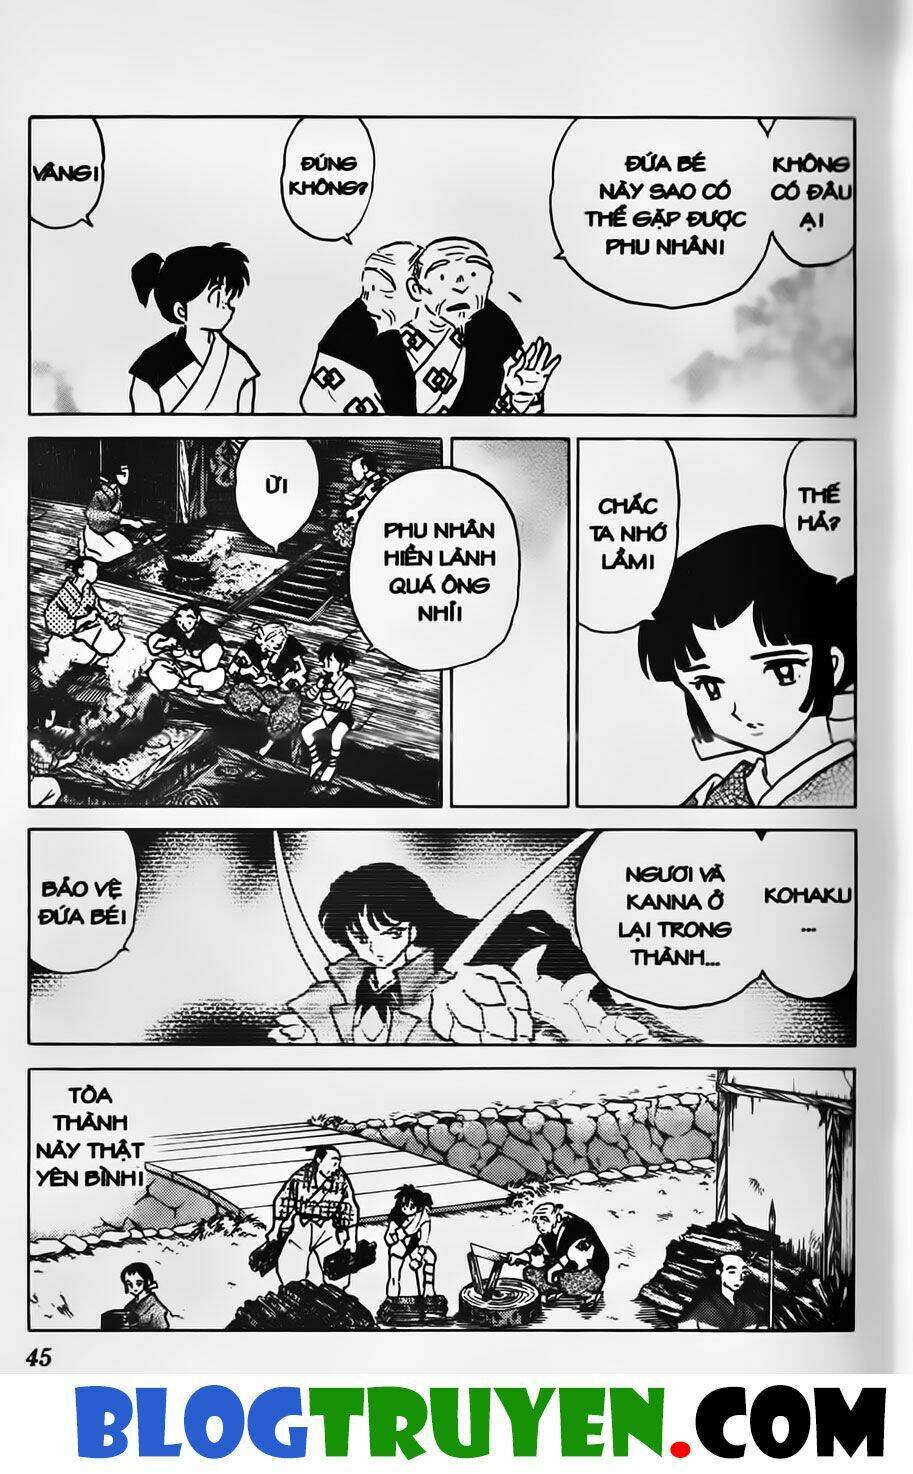 KHÔNG
CÓ ĐÂU
ẠI
ĐỨA BÉ
NÀY SAO CÓ
THỂ GẶP ĐƯỢC
PHU NHÂN!
ĐÚNG
KHÔNG?
VÂNG!
THẾ
HẢ?
CHẮC
TA NHỚ
LẦM!
PHU NHÂN
HIỀN LÀNH
QUÁ ÔNG
NHỈ!
Ừ!
KOHAKU
...
NGƯƠI VÀ
KANNA Ở
LẠI TRONG
THÀNH...
BẢO VỆ
ĐỨA BÉ!
TÒA
THÀNH
NÀY THẬT
YÊN BÌNH!
45
BLOGTRUYEN.COM